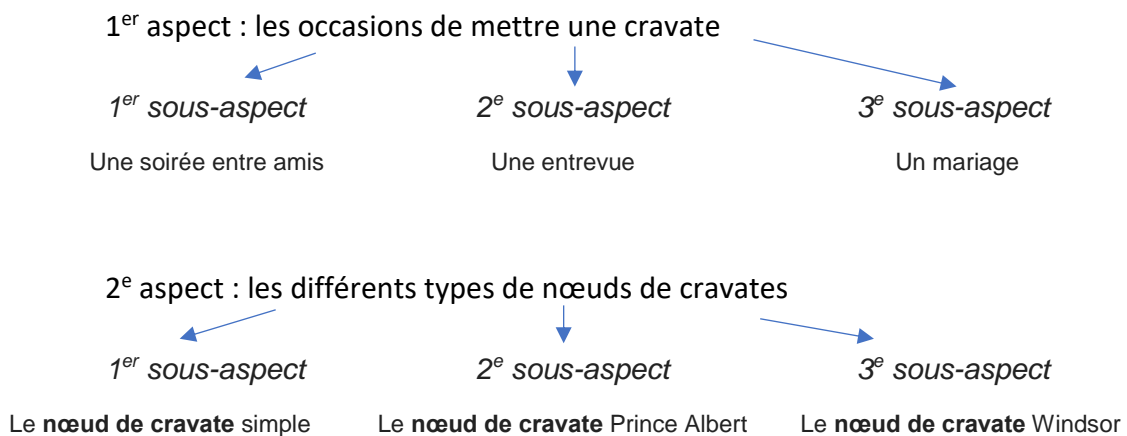 1er aspect : les occasions de mettre une cravate
1er sous-aspect 2e sous-aspect 3e sous-aspect
Une soirée entre amis Une entrevue Un mariage
2e aspect : les différents types de nœuds de cravates
1er sous-aspect 2e sous-aspect 3e sous-aspect
Le nœud de cravate simple Le nœud de cravate Prince Albert Le nœud de cravate Windsor